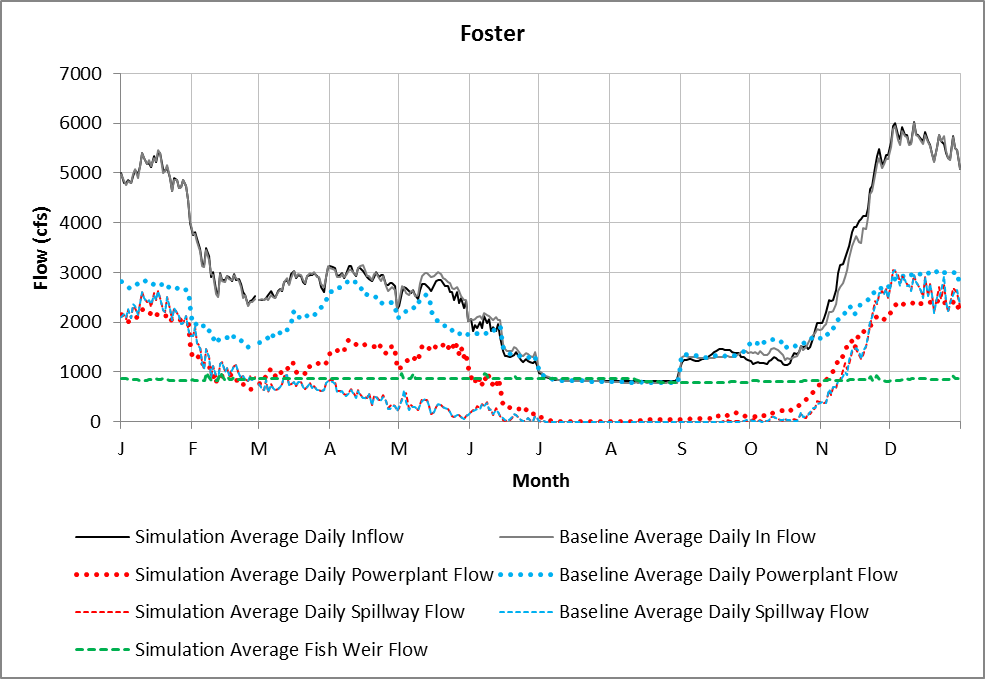 Foster
7000
6000
5000
4000
3000
2000
1000
0
Flow (cfs)
J F M A M J J A S O N D
Month
Simulation Average Daily Inflow Baseline Average Daily In Flow
Simulation Average Daily Powerplant Flow Baseline Average Daily Powerplant Flow
Simulation Average Daily Spillway Flow Baseline Average Daily Spillway Flow
Simulation Average Fish Weir Flow